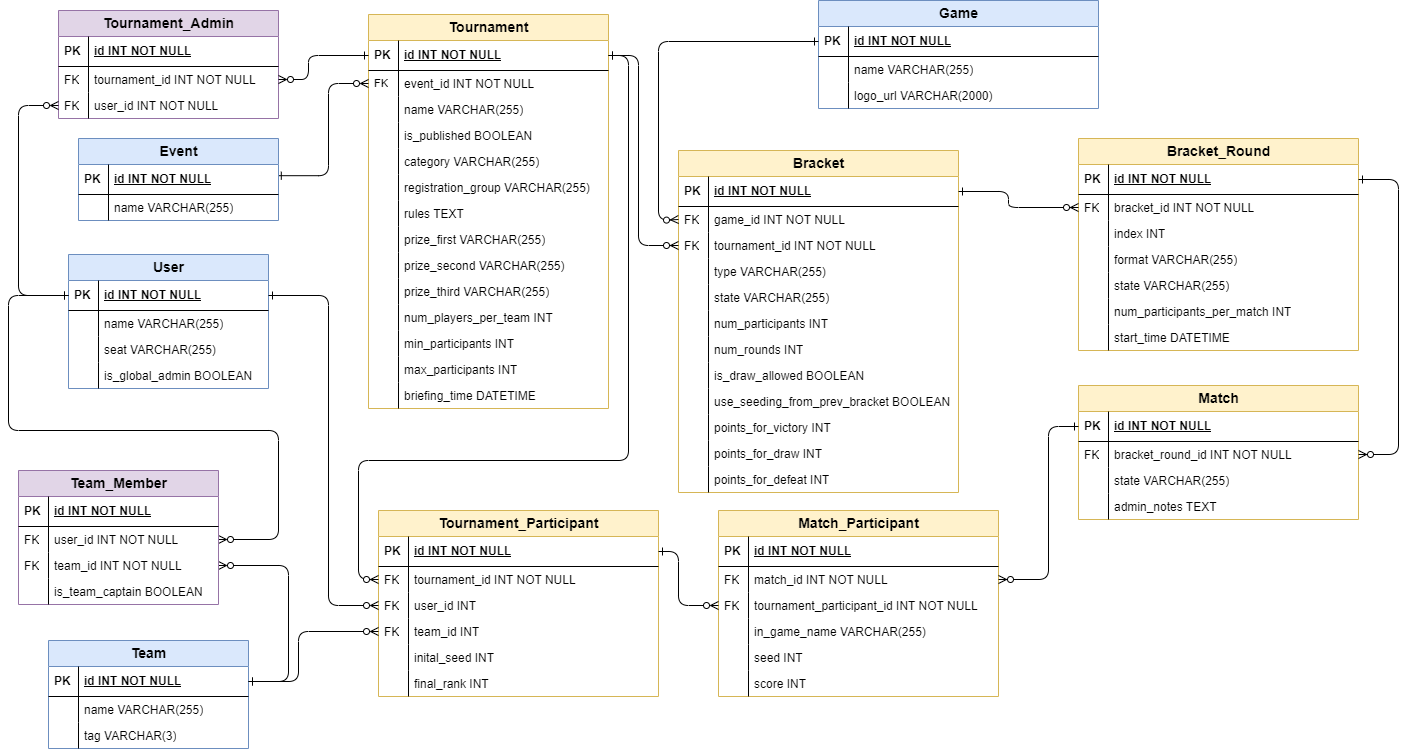 Tournament_Admin
PK id INT NOT NULL
FK tournament_id INT NOT NULL
FK user_id INT NOT NULL
Event
PK id INT NOT NULL
name VARCHAR(255)
User
PK id INT NOT NULL
name VARCHAR(255)
seat VARCHAR(255)
is_global_admin BOOLEAN
Team_Member
PK id INT NOT NULL
FK user_id INT NOT NULL
FK team_id INT NOT NULL
is_team_captain BOOLEAN
Team
PK id INT NOT NULL
name VARCHAR(255)
tag VARCHAR(3)
Tournament
PK id INT NOT NULL
FK event_id INT NOT NULL
name VARCHAR(255)
is_published BOOLEAN
category VARCHAR(255)
registration_group VARCHAR(255)
rules TEXT
prize_first VARCHAR(255)
prize_second VARCHAR(255)
prize_third VARCHAR(255)
num_players_per_team INT
min_participants INT
max_participants INT
briefing_time DATETIME
Tournament_Participant
PK id INT NOT NULL
FK tournament_id INT NOT NULL
FK user_id INT
FK team_id INT
inital_seed INT
final_rank INT
Game
PK id INT NOT NULL
name VARCHAR(255)
logo_url VARCHAR(2000)
Bracket
PK id INT NOT NULL
FK game_id INT NOT NULL
FK tournament_id INT NOT NULL
type VARCHAR(255)
state VARCHAR(255)
num_participants INT
num_rounds INT
is_draw_allowed BOOLEAN
use_seeding_from_prev_bracket BOOLEAN
points_for_victory INT
points_for_draw INT
points_for_defeat INT
Match_Participant
PK id INT NOT NULL
FK match_id INT NOT NULL
FK tournament_participant_id INT NOT NULL
in_game_name VARCHAR(255)
seed INT
score INT
Bracket_Round
PK id INT NOT NULL
FK bracket_id INT NOT NULL
index INT
format VARCHAR(255)
state VARCHAR(255)
num_participants_per_match INT
start_time DATETIME
Match
PK id INT NOT NULL
FK bracket_round_id INT NOT NULL
state VARCHAR(255)
admin_notes TEXT